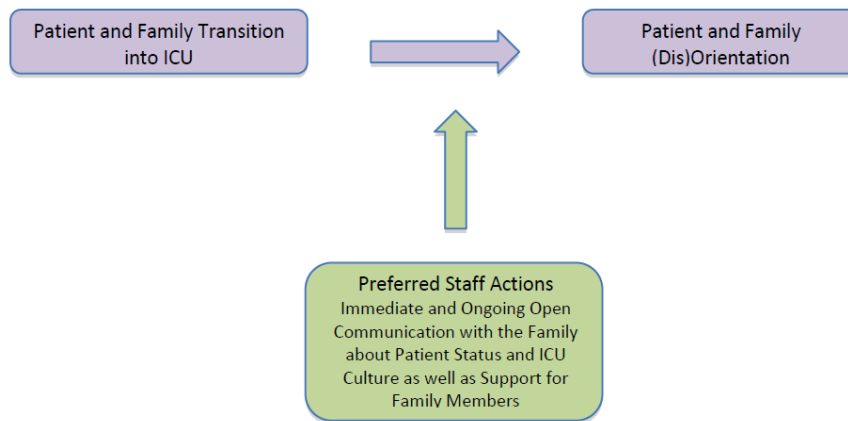 Patient and Family Transition
into ICU
Patient and Family
(Dis)Orientation
Preferred Staff Actions
Immediate and Ongoing Open
Communication with the Family
about Patient Status and ICU
Culture as well as Support for
Family Members